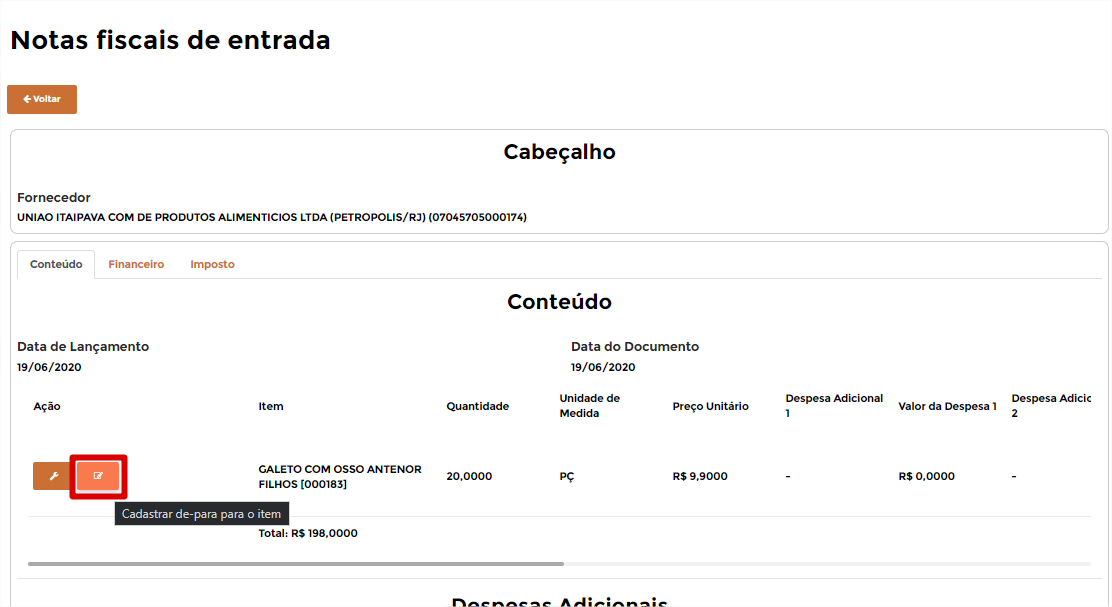 Notas fiscais de entrada
Voltar
Cabeçalho
Fornecedor
UNIAO ITAIPAVA COM DE PRODUTOS ALIMENTICIOS LTDA (PETROPOLIS/RJ) (07045705000174)
Conteúdo Financeiro Imposto
Conteúdo
Data de Lançamento Data do Documento
19/06/2020 19/06/2020
Ação Item Quantidade Unidade de Medida Preço Unitário Despesa Adicional 1 Valor da Despesa 1 Despesa Adic 2
GALETO COM OSSO ANTENOR
FILHOS [000183] 20,0000 PÇ R$ 9,9000 - R$ 0,0000 -
Cadastrar de-para para o item
Total: R$ 198,0000
Despesas Adicionais